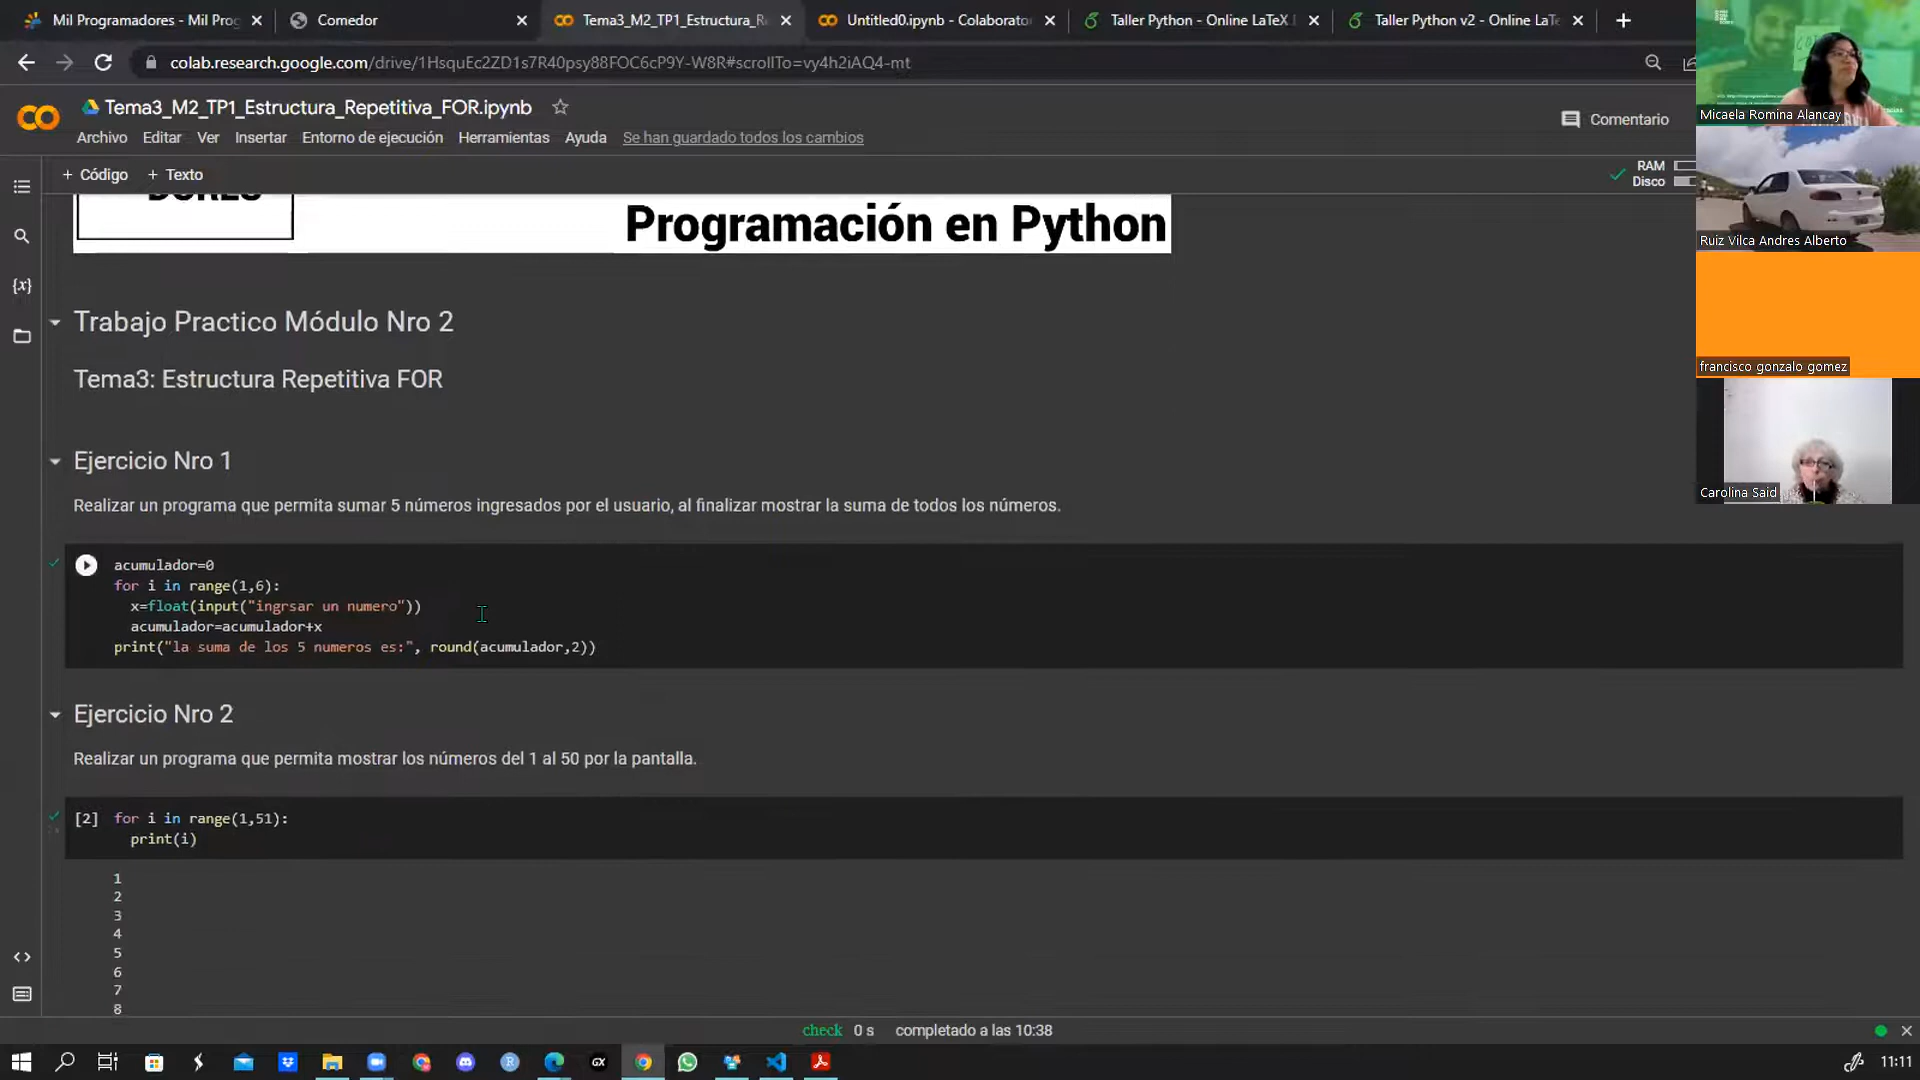 Mil Programadores - Mil Prog
Comedor
Tema3_M2_TP1_Estructura_R
Untitled0.ipynb - Colaborato
Taller Python - Online LaTeX
Taller Python v2 - Online LaTe
colab.research.google.com/drive/1HsquEc2ZD1s7R40psy88FOC6cP9Y-W8R#scrollTo=vy4h2iAQ4-mt
Tema3_M2_TP1_Estructura_Repetitiva_FOR.ipynb
Comentario
Archivo Editar Ver Insertar Entorno de ejecución Herramientas Ayuda Se han guardado todos los cambios
+ Código + Texto
RAM
Disco
DORES
Programación en Python
Trabajo Practico Módulo Nro 2
Tema3: Estructura Repetitiva FOR
Ejercicio Nro 1
Realizar un programa que permita sumar 5 números ingresados por el usuario, al finalizar mostrar la suma de todos los números.
acumulador=0
for i in range(1,6):
x=float(input("ingrsar un numero"))
acumulador=acumulador+x
print("la suma de los 5 numeros es:", round(acumulador,2))
Ejercicio Nro 2
Realizar un programa que permita mostrar los números del 1 al 50 por la pantalla.
[2] for i in range(1,51):
print(i)
1
2
3
4
5
6
7
8
check 0 s completado a las 10:38
11:11
Micaela Romina Alancay
Ruiz Vilca Andres Alberto
francisco gonzalo gomez
Carolina Said